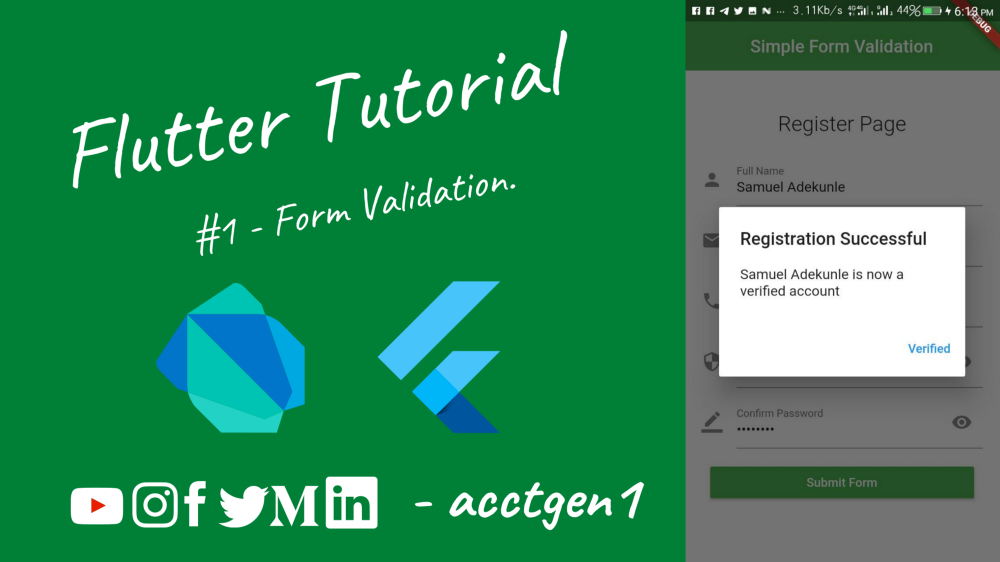 Flutter Tutorial
#1 - Form Validation.
- acctgen1
3.11Kb/s 44% 6:13 PM
DEBUG
Simple Form Validation
Register Page
Full Name
Samuel Adekunle
Registration Successful
Samuel Adekunle is now a
verified account
Verified
Confirm Password
••••••••
Submit Form